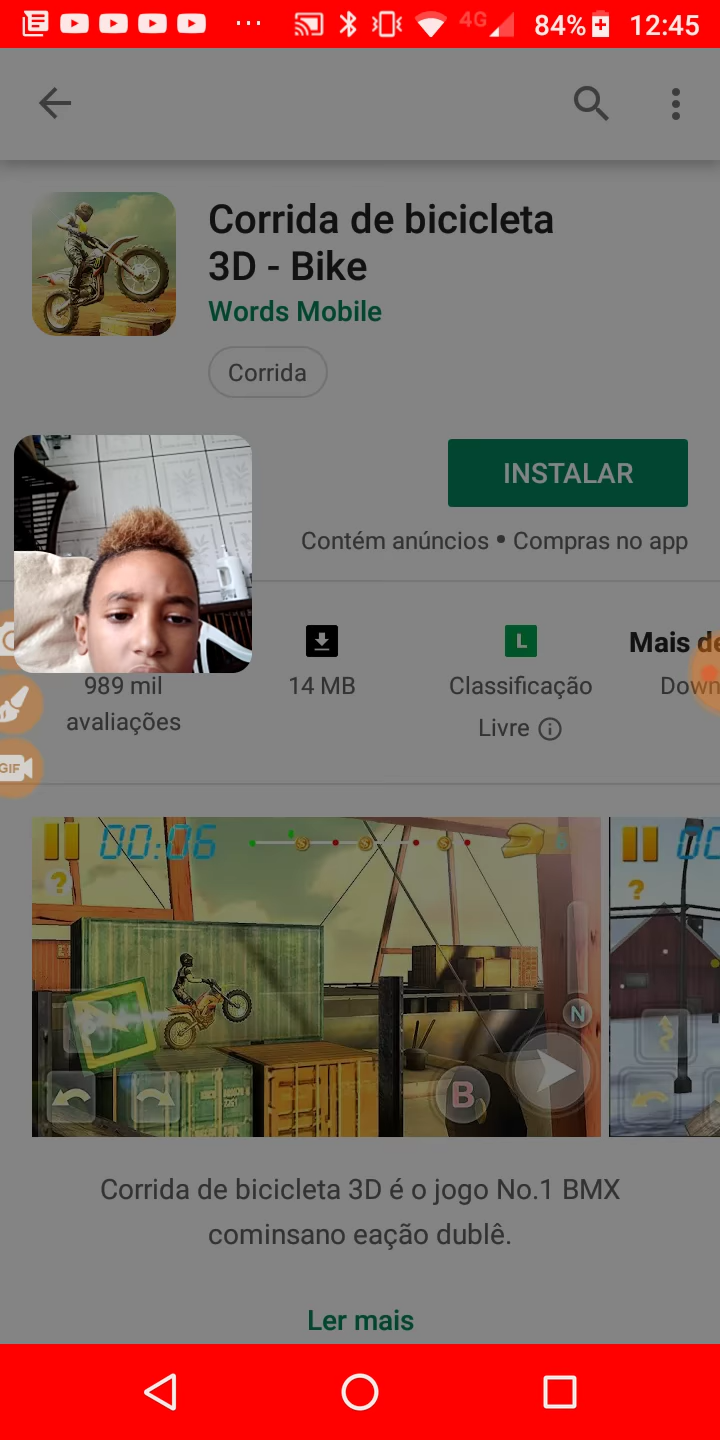 4G 84% 12:45
Corrida de bicicleta
3D - Bike
Words Mobile
Corrida
INSTALAR
Contém anúncios • Compras no app
L
Mais de
989 mil
14 MB
Classificação
Down
avaliações
Livre
GIF
00:06
?
00
?
N
B
Corrida de bicicleta 3D é o jogo No.1 BMX
cominsano eação dublê.
Ler mais